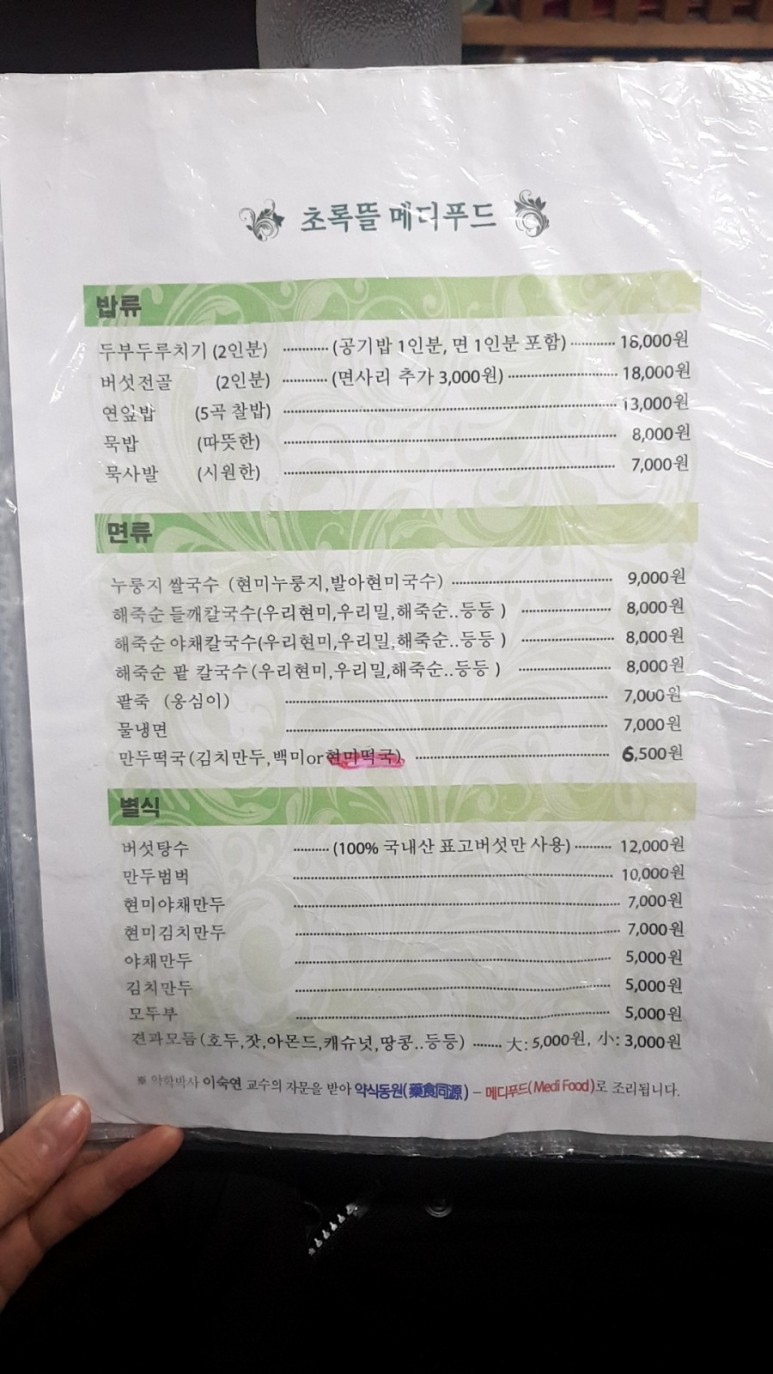 초록뜰 메디푸드
밥류
두부두루치기 (2인분) ············ (공기밥 1인분, 면 1인분 포함) ············ 16,000원
버섯전골 (2인분) ············ (면사리 추가 3,000원) ············ 18,000원
연잎밥 (5곡 찰밥) ············ 13,000원
묵밥 (따뜻한) ············ 8,000원
묵사발 (시원한) ············ 7,000원
면류
누룽지 쌀국수 (현미누룽지,발아현미국수) ············ 9,000원
해죽순 들깨칼국수(우리현미,우리밀,해죽순..등등 ) ············ 8,000원
해죽순 야채칼국수(우리현미,우리밀,해죽순..등등 ) ············ 8,000원
해죽순 팥 칼국수(우리현미,우리밀,해죽순..등등 ) ············ 8,000원
팥죽 (옹심이) ············ 7,000원
물냉면 ············ 7,000원
만두떡국(김치만두,백미or현미떡국) ············ 6,500원
별식
버섯탕수 ········· (100% 국내산 표고버섯만 사용) ········· 12,000원
만두범벅 ············ 10,000원
현미야채만두 ············ 7,000원
현미김치만두 ············ 7,000원
야채만두 ············ 5,000원
김치만두 ············ 5,000원
모두부 ············ 5,000원
견과모듬(호두,잣,아몬드,캐슈넛,땅콩..등등) ······· 大: 5,000원, 小: 3,000원
※ 약학박사 이숙연 교수의 자문을 받아 약식동원(藥食同源) – 메디푸드(Medi Food)로 조리됩니다.